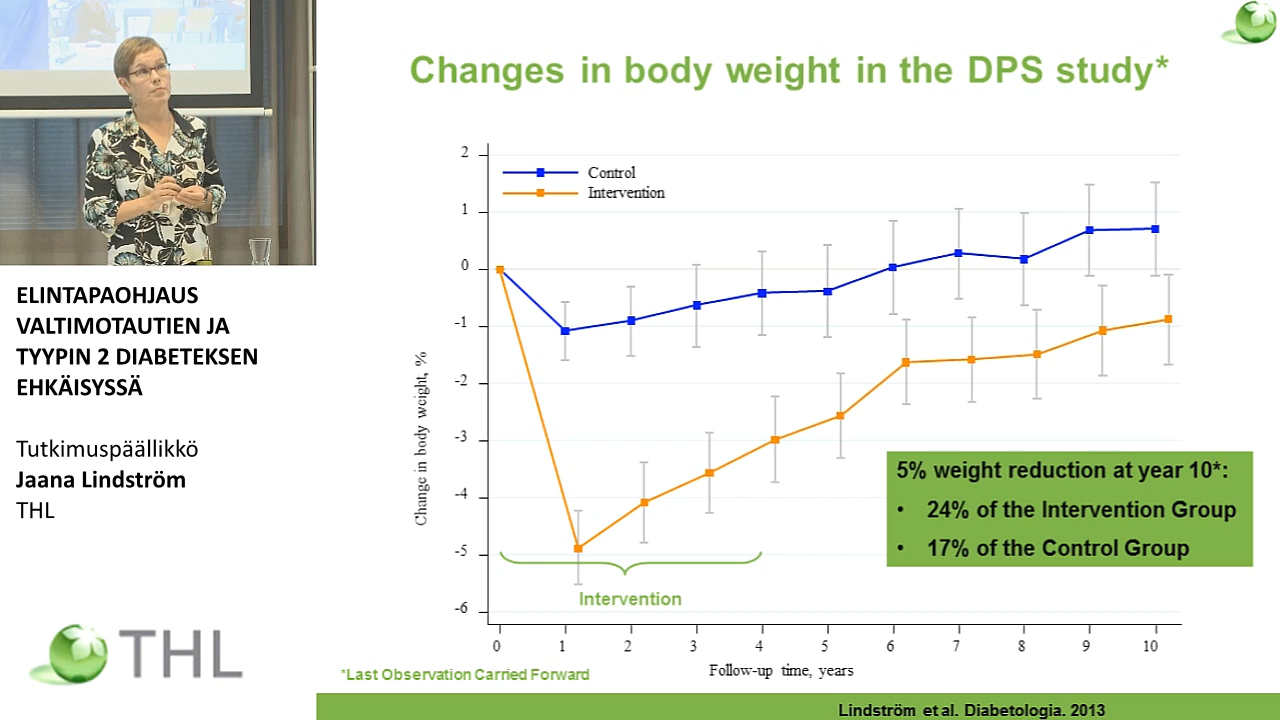 ELINTAPAOHJAUS
VALTIMOTAUTIEN JA
TYYPIN 2 DIABETEKSEN
EHKÄISYSSÄ
Tutkimuspäällikkö
Jaana Lindström
THL
THL
Changes in body weight in the DPS study*
Control
Intervention
2
1
0
-1
-2
-3
-4
-5
-6
Change in body weight, %
Intervention
0 1 2 3 4 5 6 7 8 9 10
Follow-up time, years
5% weight reduction at year 10*:
• 24% of the Intervention Group
• 17% of the Control Group
*Last Observation Carried Forward
Lindström et al. Diabetologia. 2013